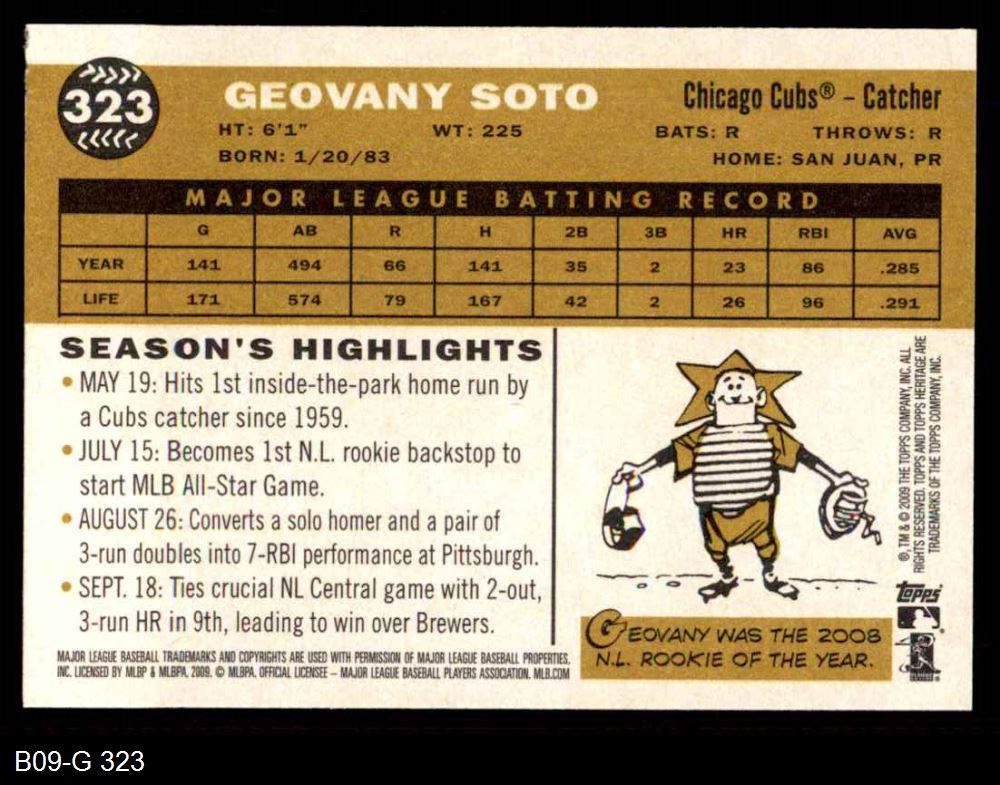 323
GEOVANY SOTO
Chicago Cubs® – Catcher
HT: 6'1" WT: 225 BATS: R THROWS: R
BORN: 1/20/83 HOME: SAN JUAN, PR
MAJOR LEAGUE BATTING RECORD
G AB R H 2B 3B HR RBI AVG
YEAR 141 494 66 141 35 2 23 86 .285
LIFE 171 574 79 167 42 2 26 96 .291
SEASON'S HIGHLIGHTS
• MAY 19: Hits 1st inside-the-park home run by
a Cubs catcher since 1959.
• JULY 15: Becomes 1st N.L. rookie backstop to
start MLB All-Star Game.
• AUGUST 26: Converts a solo homer and a pair of
3-run doubles into 7-RBI performance at Pittsburgh.
• SEPT. 18: Ties crucial NL Central game with 2-out,
3-run HR in 9th, leading to win over Brewers.
MAJOR LEAGUE BASEBALL TRADEMARKS AND COPYRIGHTS ARE USED WITH PERMISSION OF MAJOR LEAGUE BASEBALL PROPERTIES,
INC. LICENSED BY MLBP & MLBPA, 2009. © MLBPA. OFFICIAL LICENSEE – MAJOR LEAGUE BASEBALL PLAYERS ASSOCIATION. MLB.COM
GEOVANY WAS THE 2008
N.L. ROOKIE OF THE YEAR.
®, TM & © 2009 THE TOPPS COMPANY, INC. ALL
RIGHTS RESERVED. TOPPS AND TOPPS HERITAGE ARE
TRADEMARKS OF THE TOPPS COMPANY, INC.
Topps
B09-G 323